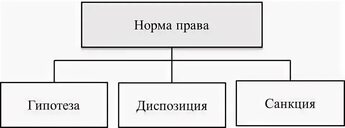 Норма права
Гипотеза
Диспозиция
Санкция